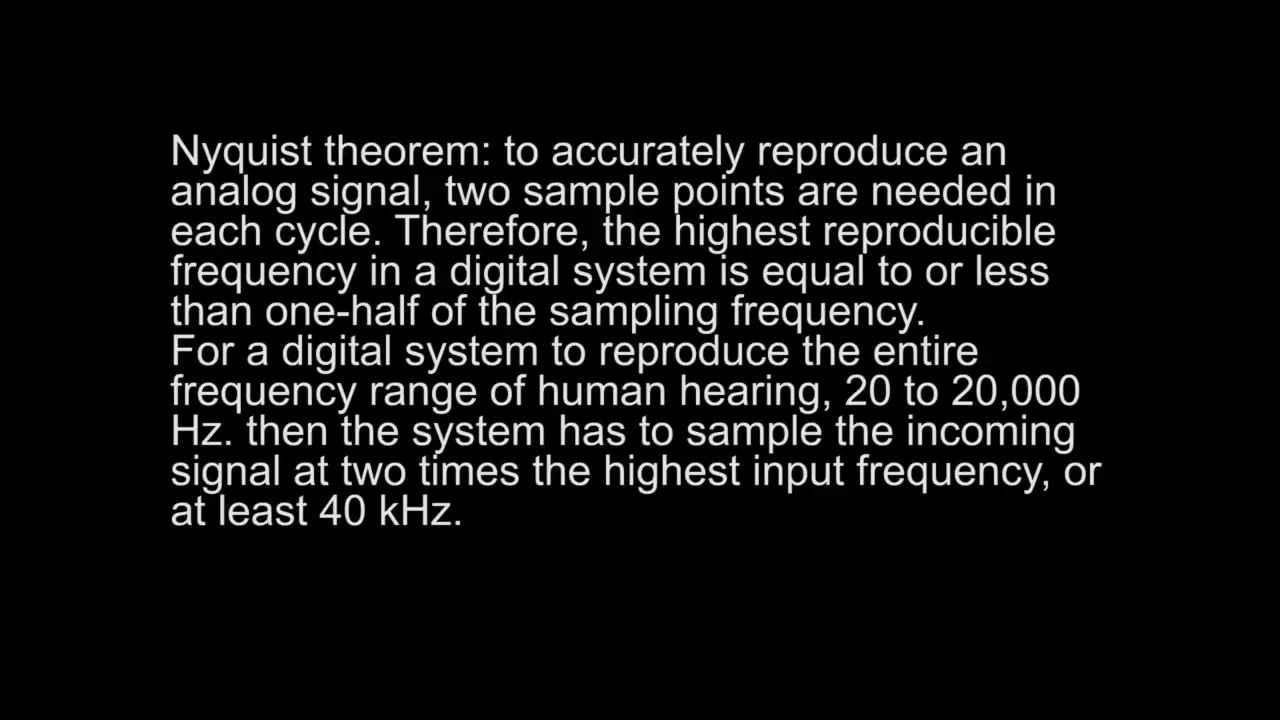 Nyquist theorem: to accurately reproduce an
analog signal, two sample points are needed in
each cycle. Therefore, the highest reproducible
frequency in a digital system is equal to or less
than one-half of the sampling frequency.
For a digital system to reproduce the entire
frequency range of human hearing, 20 to 20,000
Hz. then the system has to sample the incoming
signal at two times the highest input frequency, or
at least 40 kHz.